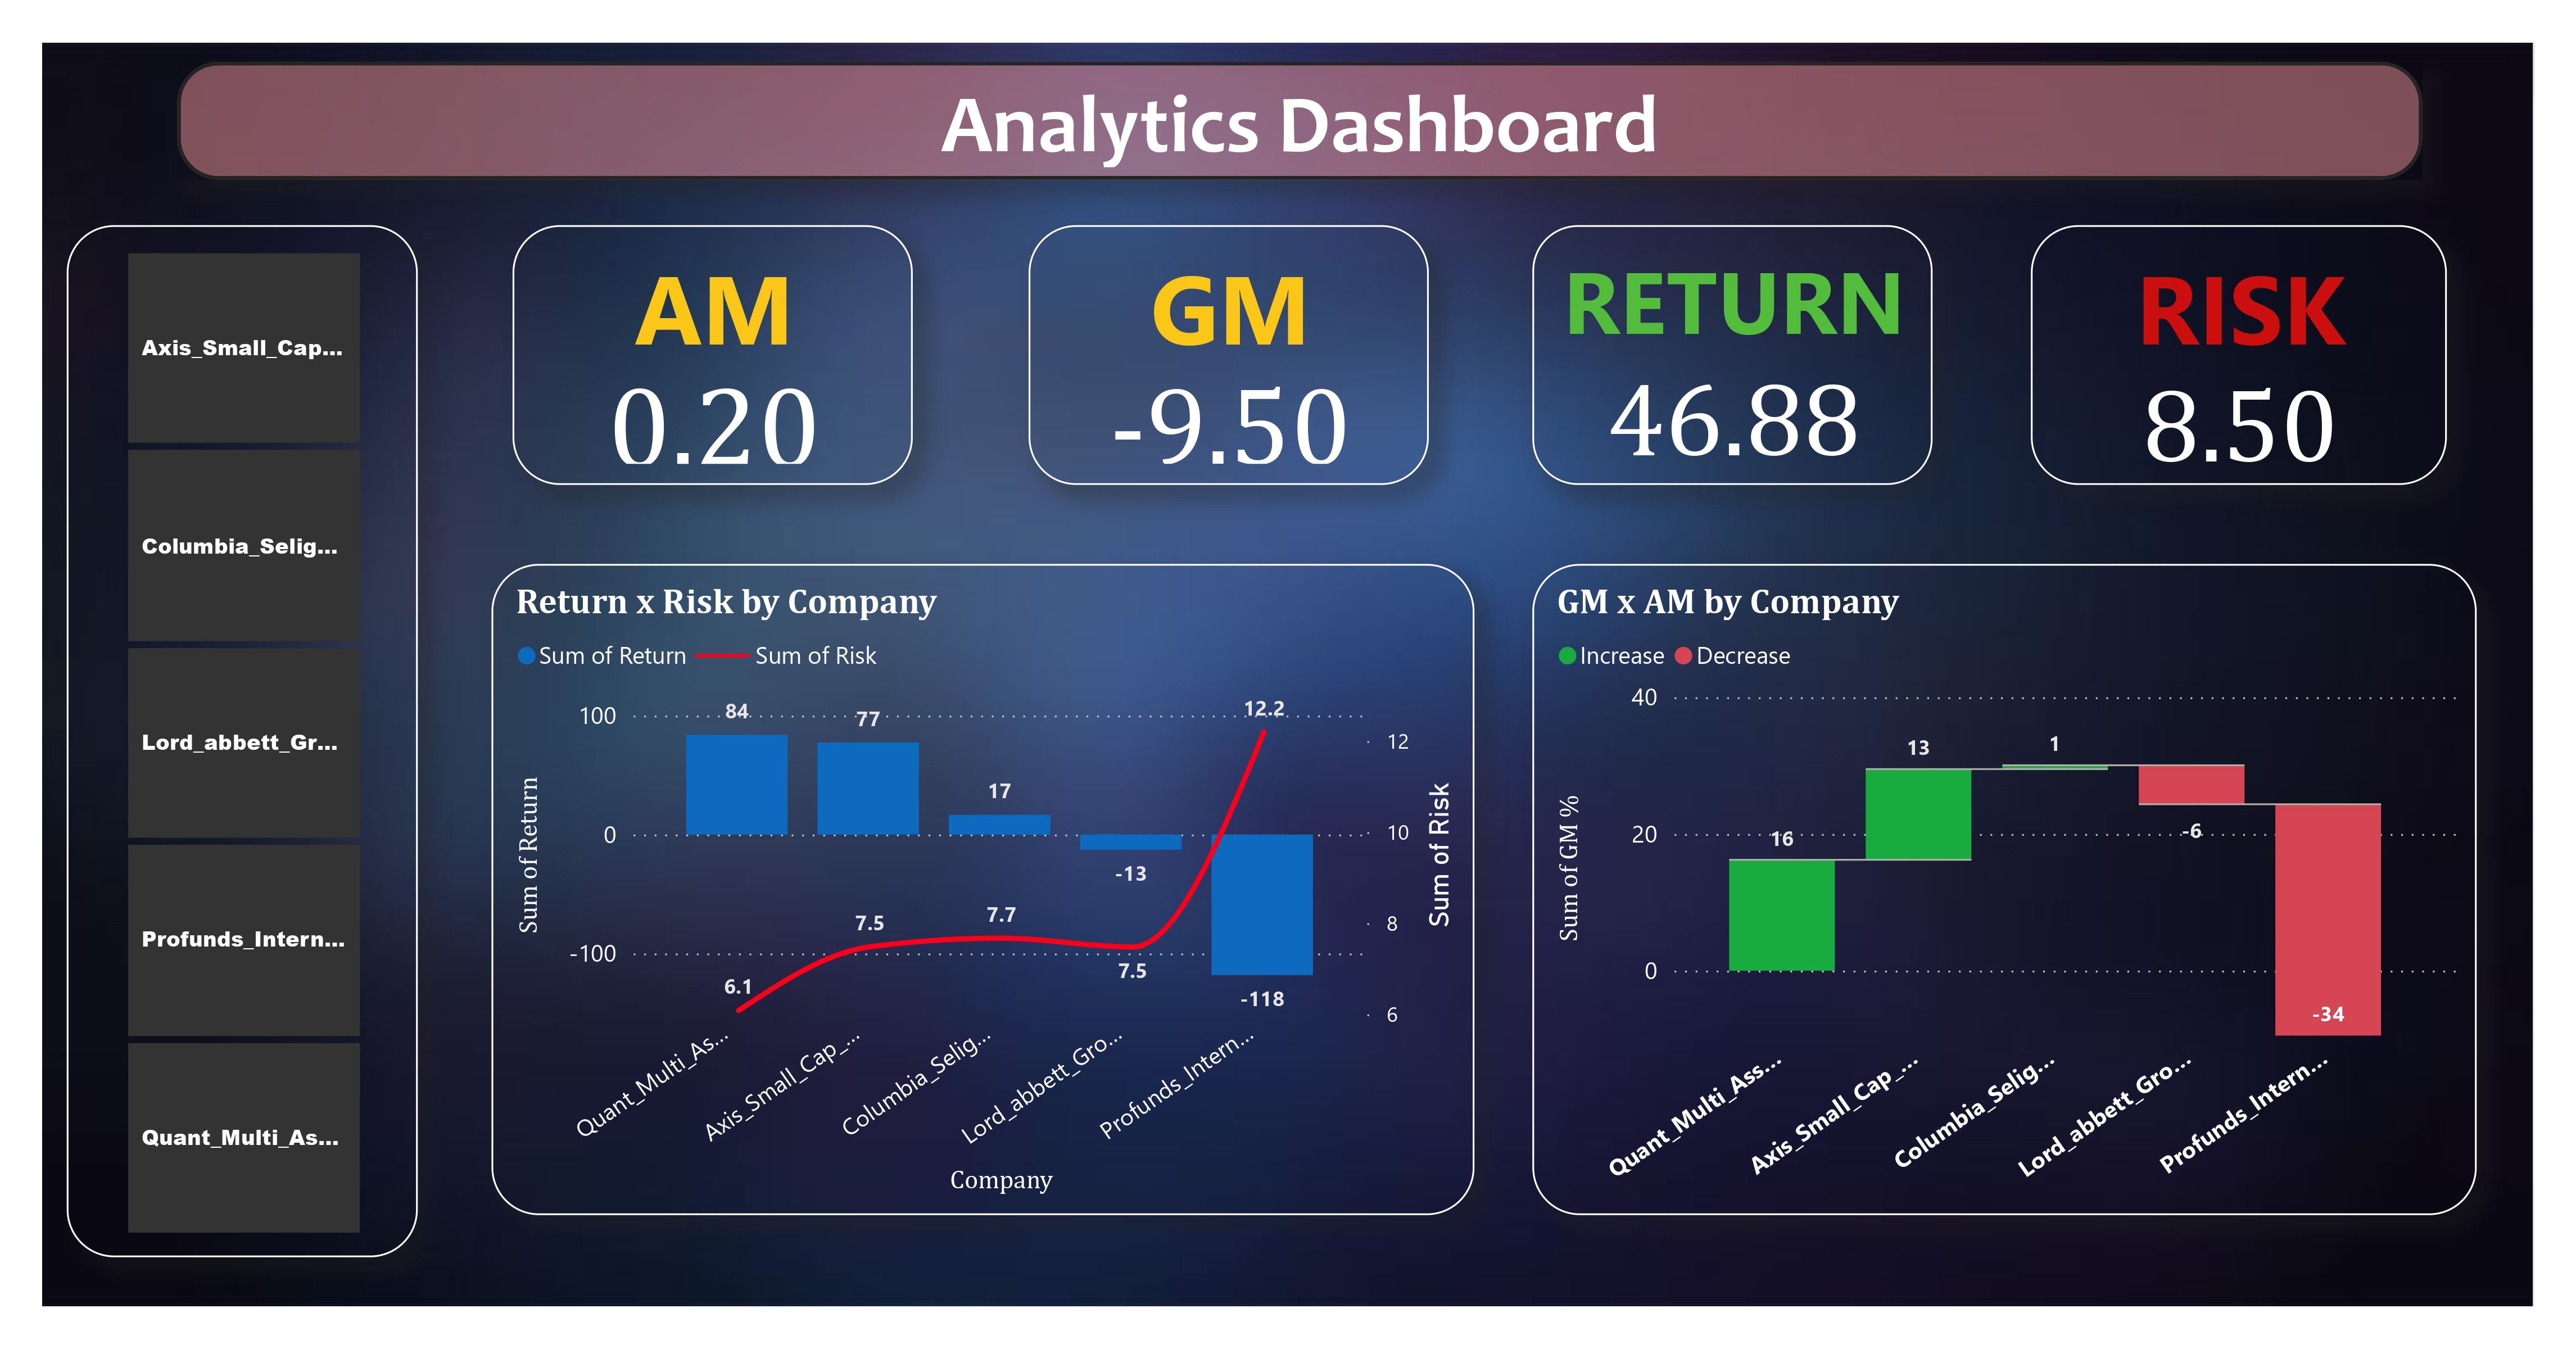 Analytics Dashboard
Axis_Small_Cap...
Columbia_Selig...
Lord_abbett_Gr...
Profunds_Intern...
Quant_Multi_As...
AM
0.20
GM
-9.50
RETURN
46.88
RISK
8.50
Return x Risk by Company
Sum of Return Sum of Risk
Sum of Return
100
0
-100
84
77
17
-13
-118
6.1
7.5
7.7
7.5
12.2
12
10
8
6
Sum of Risk
Quant_Multi_As...
Axis_Small_Cap_...
Columbia_Selig...
Lord_abbett_Gro...
Profunds_Intern...
Company
GM x AM by Company
Increase Decrease
Sum of GM %
40
20
0
16
13
1
-6
-34
Quant_Multi_Ass...
Axis_Small_Cap_...
Columbia_Selig...
Lord_abbett_Gro...
Profunds_Intern...